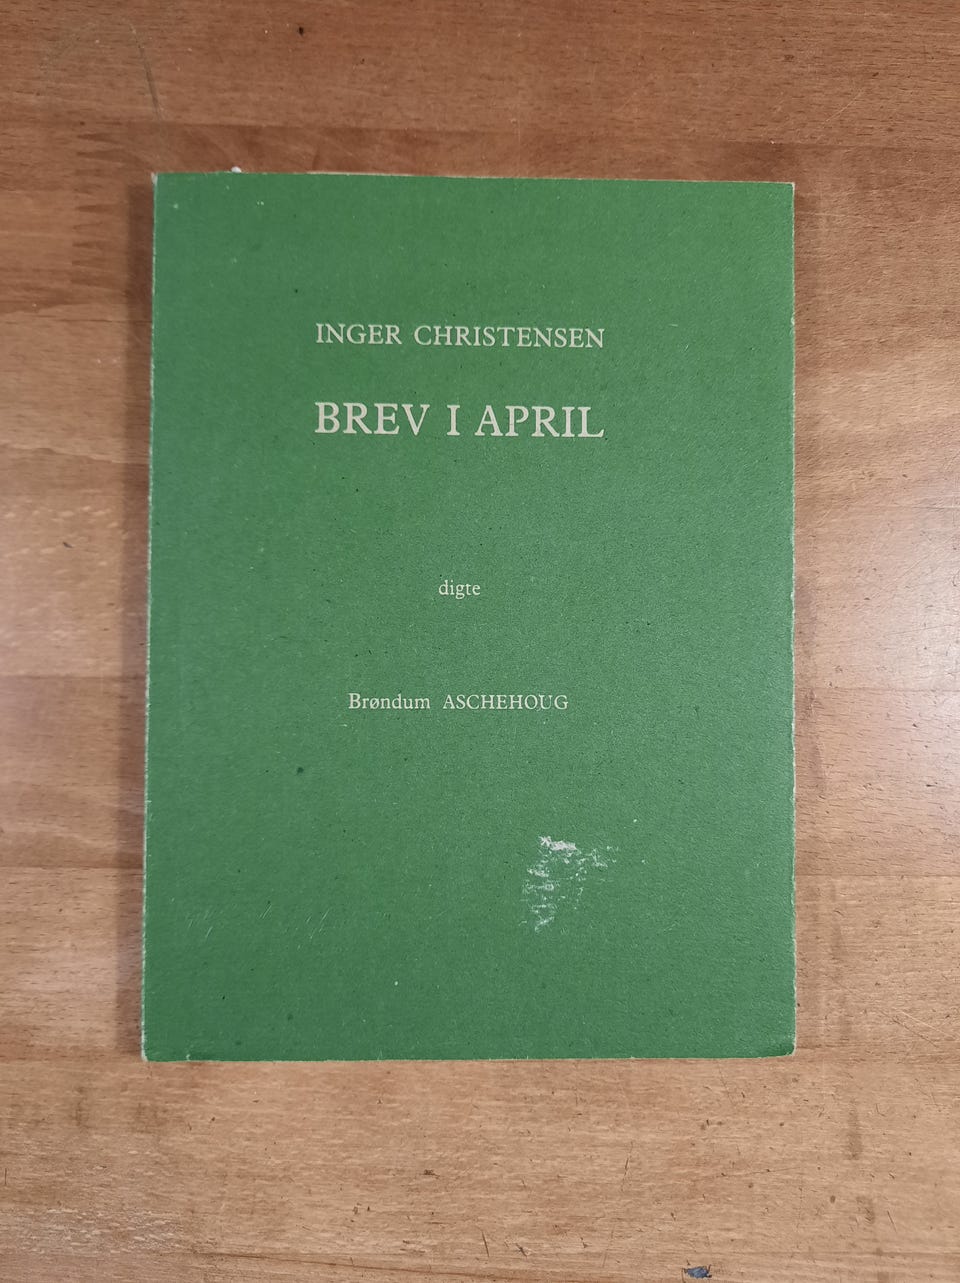 INGER CHRISTENSEN
BREV I APRIL
digte
Brøndum ASCHEHOUG